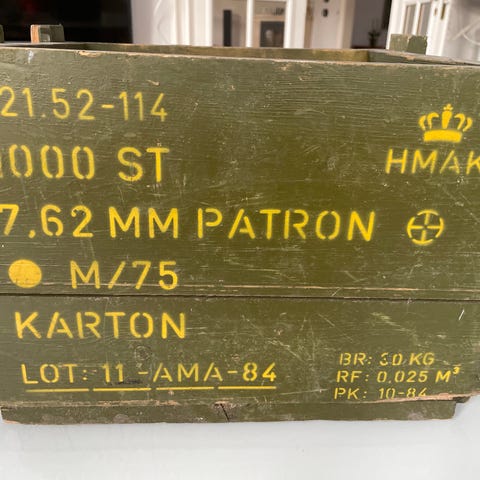 21.52-114
1000 ST
HMAK
7,62 MM PATRON
M/75
KARTON
LOT: 11-AMA-84
BR: 30 KG
RF: 0,025 M³
PK: 10-84